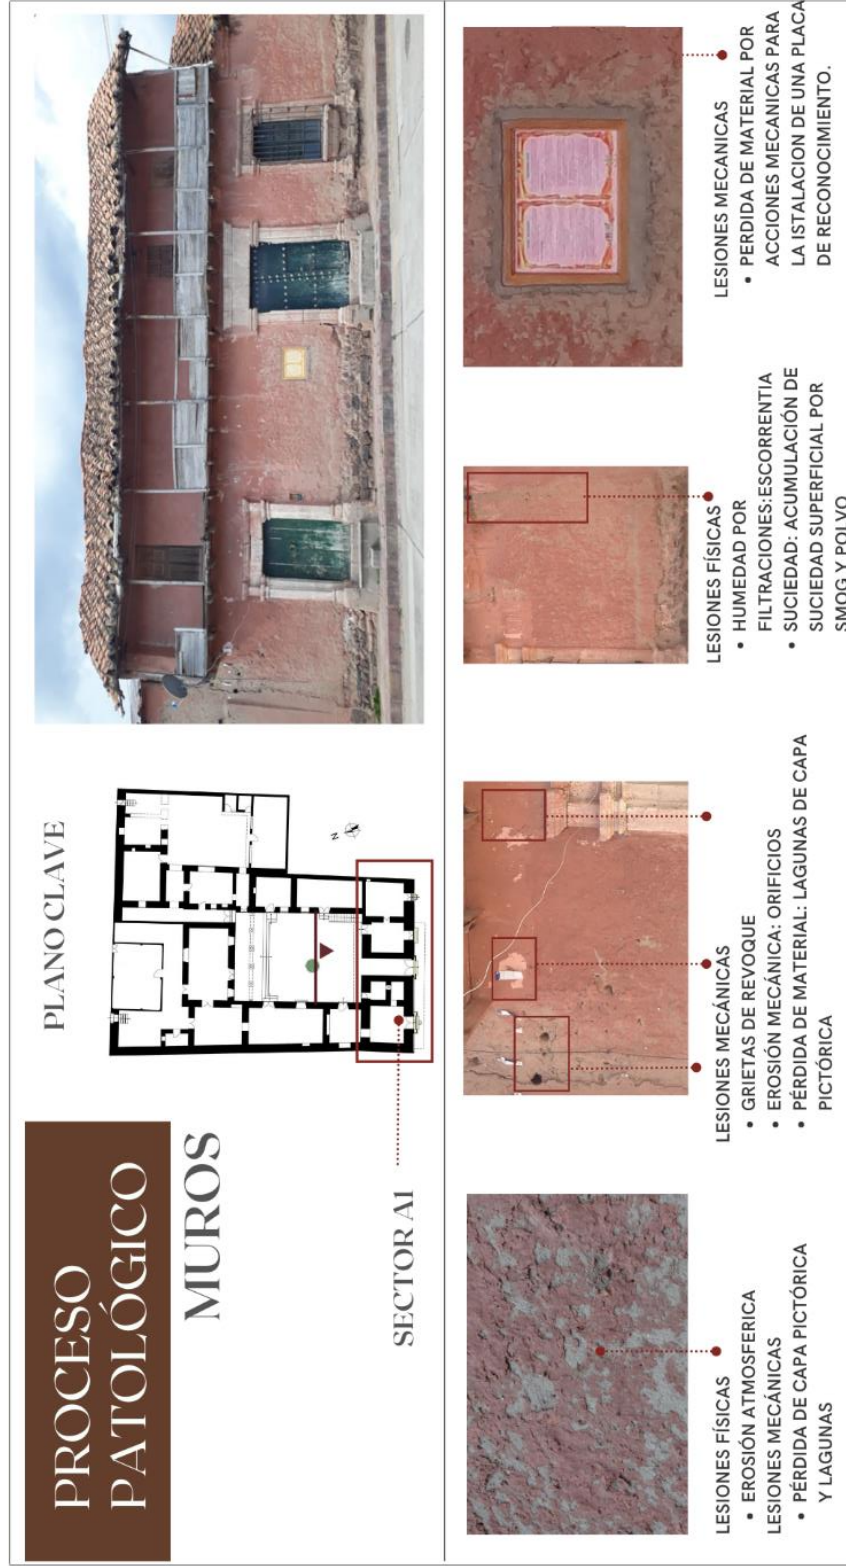 PROCESO
PATOLÓGICO
MUROS
PLANO CLAVE
SECTOR A1
N
LESIONES FÍSICAS
• EROSIÓN ATMOSFERICA
LESIONES MECÁNICAS
• PÉRDIDA DE CAPA PICTÓRICA
Y LAGUNAS
LESIONES MECÁNICAS
• GRIETAS DE REVOQUE
• EROSIÓN MECÁNICA: ORIFICIOS
• PÉRDIDA DE MATERIAL: LAGUNAS DE CAPA
PICTÓRICA
LESIONES FÍSICAS
• HUMEDAD POR
FILTRACIONES:ESCORRENTIA
• SUCIEDAD: ACUMULACIÓN DE
SUCIEDAD SUPERFICIAL POR
SMOG Y POLVO
LESIONES MECANICAS
• PERDIDA DE MATERIAL POR
ACCIONES MECANICAS PARA
LA ISTALACION DE UNA PLACA
DE RECONOCIMIENTO.